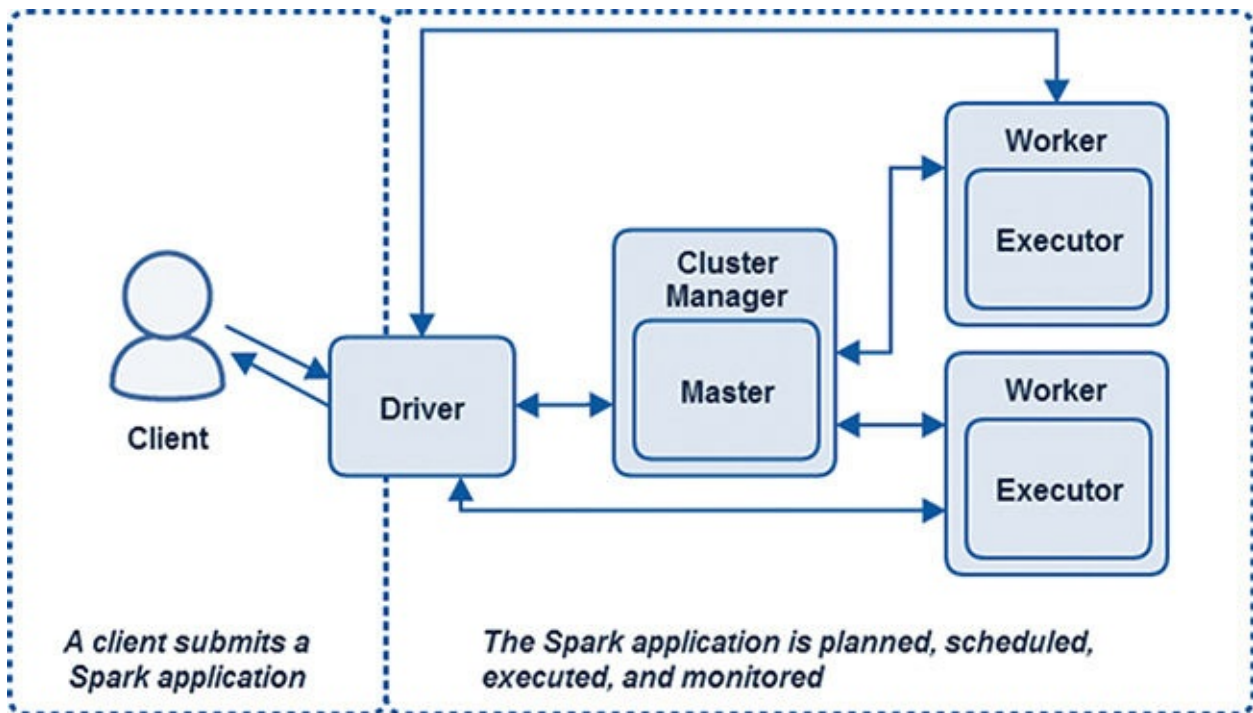 Client
Driver
Cluster
Manager
Master
Worker
Executor
Worker
Executor
A client submits a
Spark application
The Spark application is planned, scheduled,
executed, and monitored